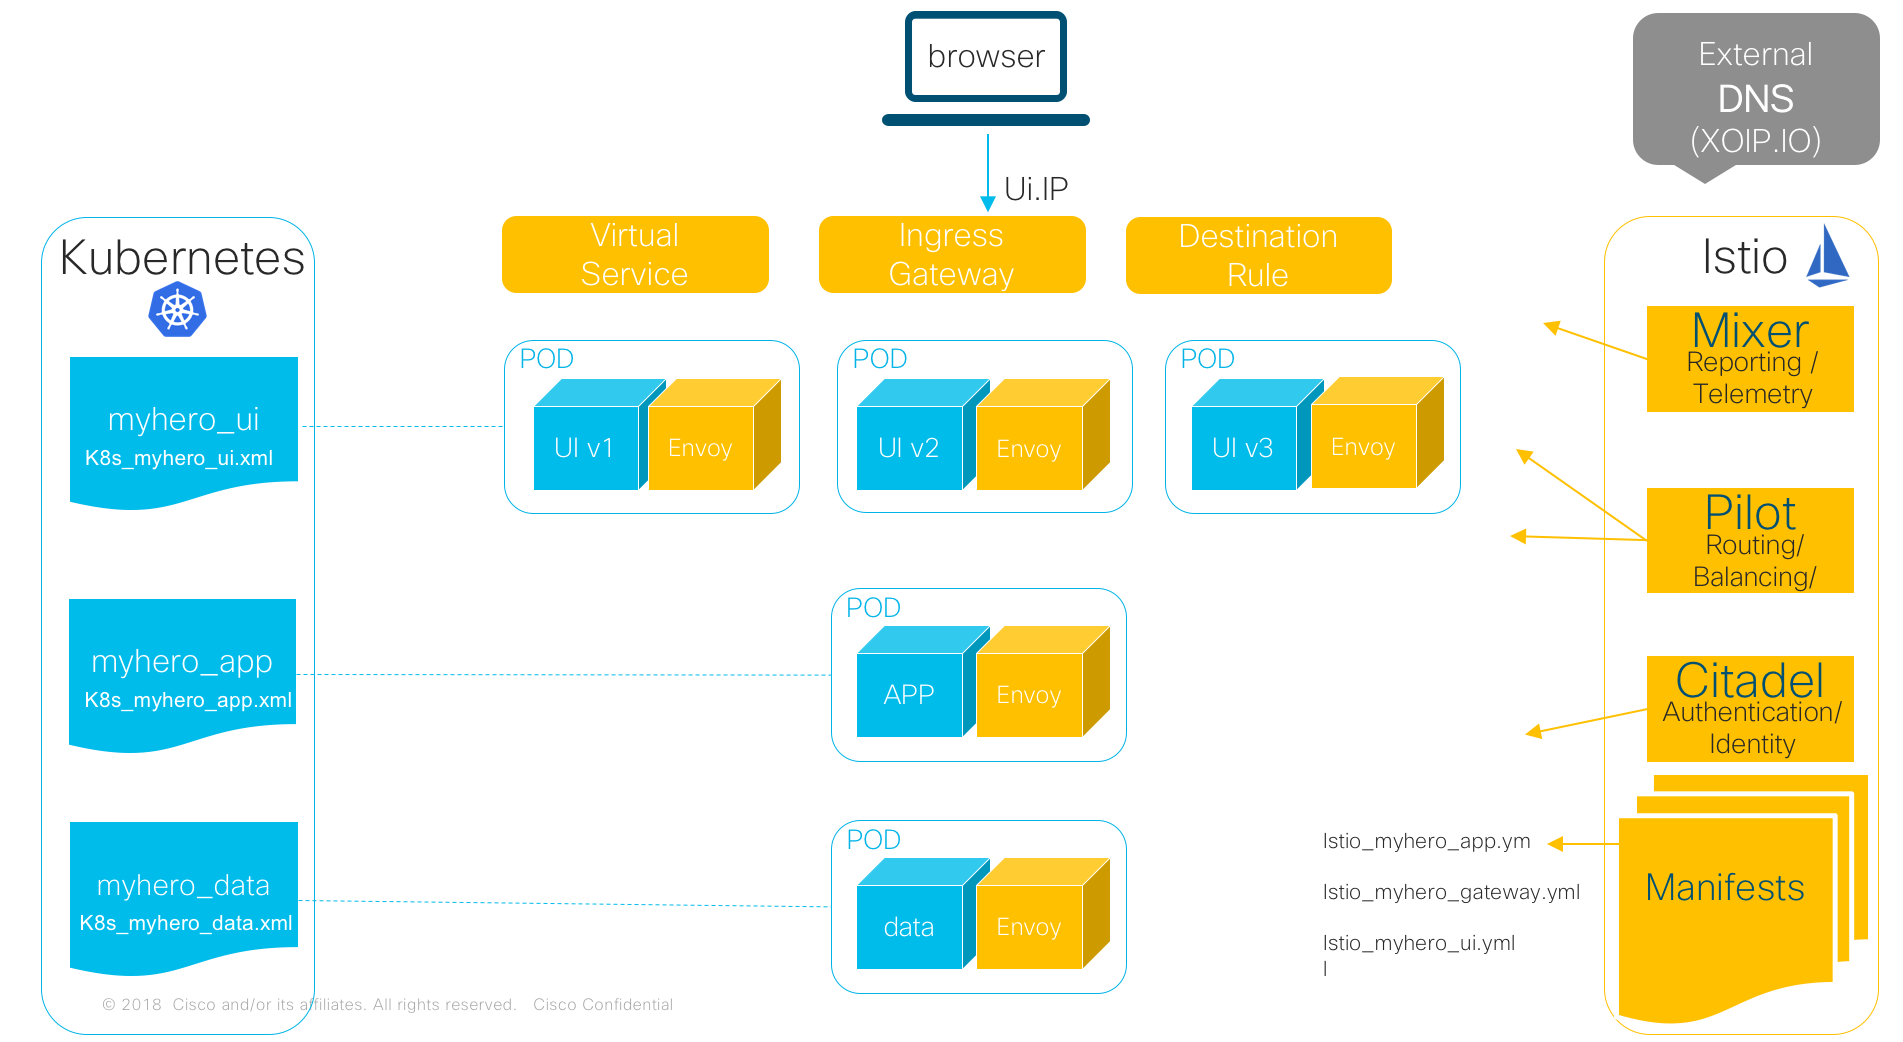 browser
External
DNS
(XOIP.IO)
Ui.IP
Kubernetes
Virtual
Service
Ingress
Gateway
Destination
Rule
Istio
POD
UI v1
Envoy
POD
UI v2
Envoy
POD
UI v3
Envoy
Mixer
Reporting /
Telemetry
myhero_ui
K8s_myhero_ui.xml
Pilot
Routing/
Balancing/
myhero_app
K8s_myhero_app.xml
POD
APP
Envoy
Citadel
Authentication/
Identity
myhero_data
K8s_myhero_data.xml
POD
data
Envoy
Istio_myhero_app.ym
Istio_myhero_gateway.yml
Istio_myhero_ui.yml
l
Manifests
© 2018 Cisco and/or its affiliates. All rights reserved. Cisco Confidential